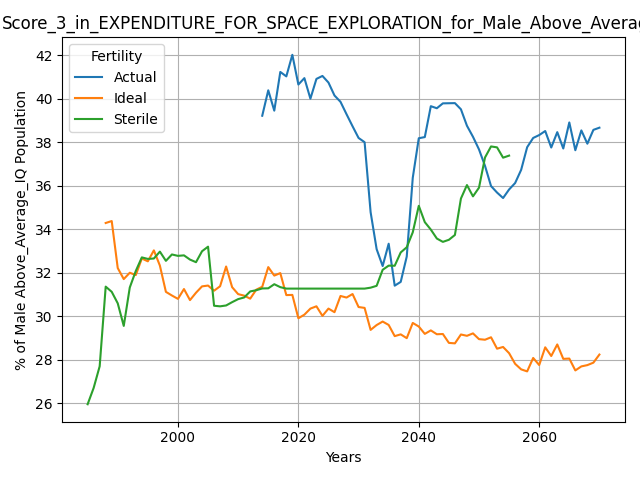 Score_3_in_EXPENDITURE_FOR_SPACE_EXPLORATION_for_Male_Above_Avera
Fertility
Actual
Ideal
Sterile
% of Male Above_Average_IQ Population
42
40
38
36
34
32
30
28
26
2000
2020
2040
2060
Years